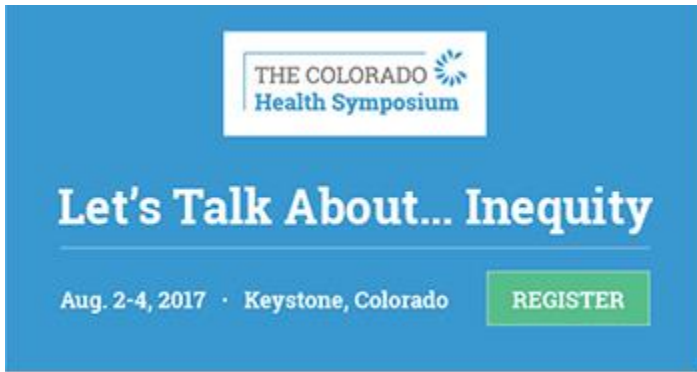 THE COLORADO
Health Symposium
Let's Talk About... Inequity
Aug. 2-4, 2017 · Keystone, Colorado
REGISTER